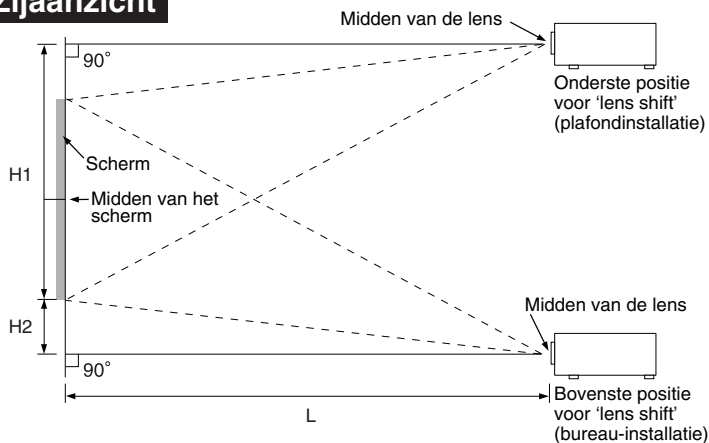 Zijaanzicht
Midden van de lens
90°
Onderste positie
voor ‘lens shift’
(plafondinstallatie)
Scherm
H1
Midden van het
scherm
H2
Midden van de lens
90°
L
Bovenste positie
voor ‘lens shift’
(bureau-installatie)